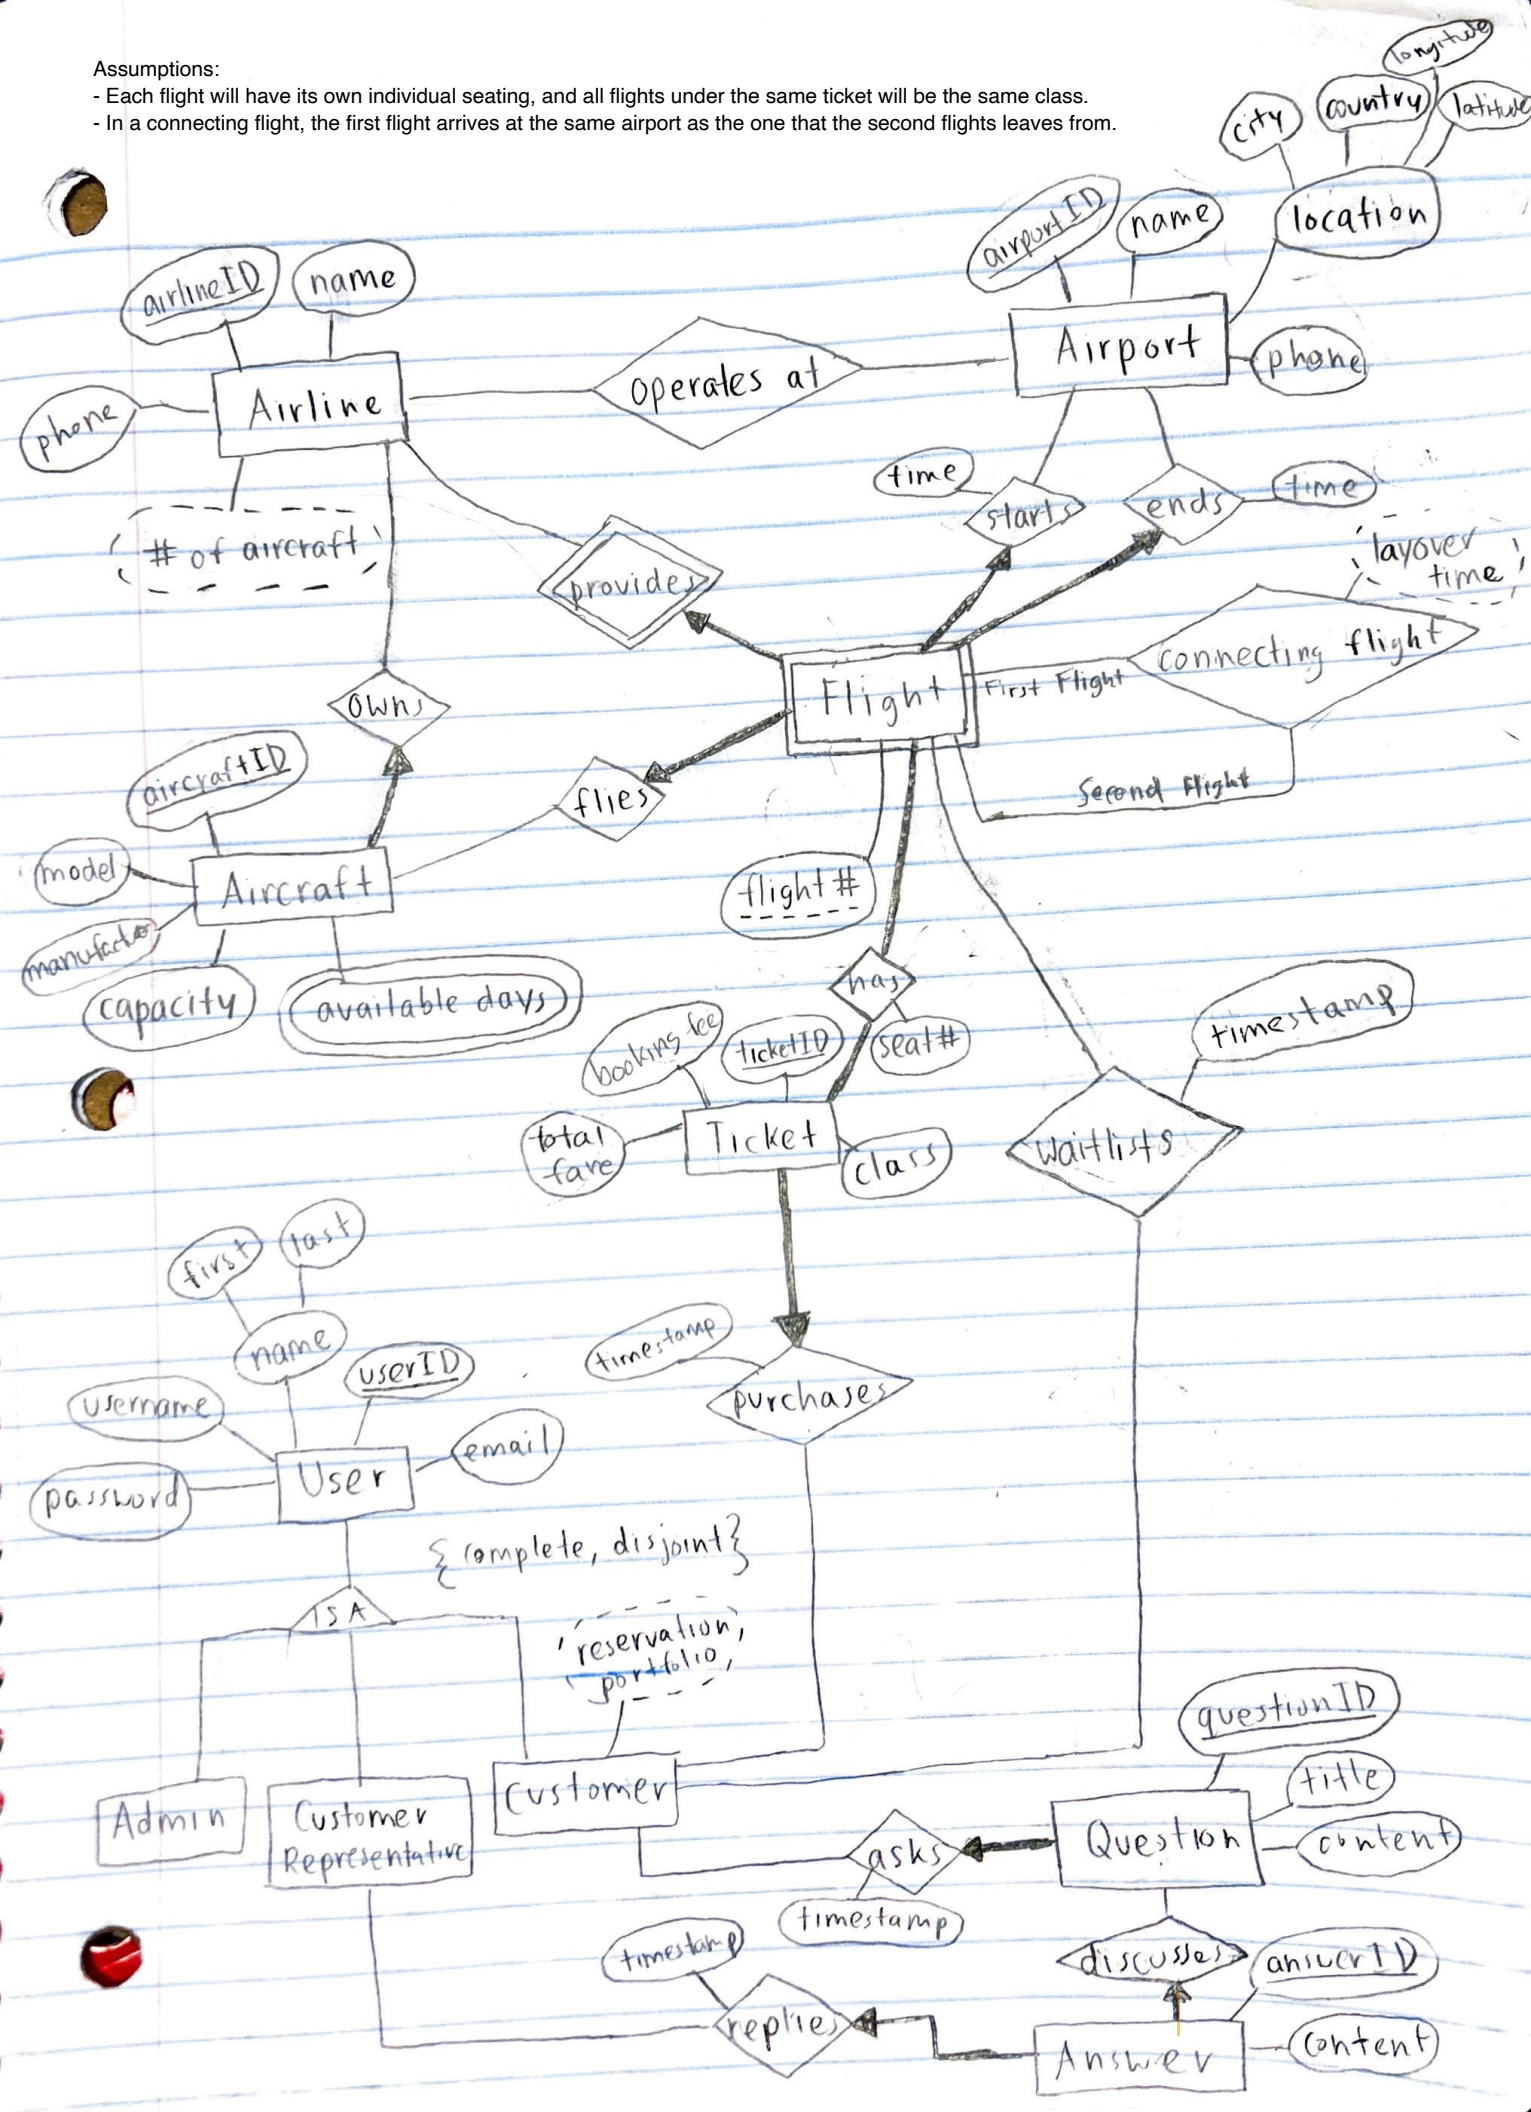 Assumptions:
- Each flight will have its own individual seating, and all flights under the same ticket will be the same class.
- In a connecting flight, the first flight arrives at the same airport as the one that the second flights leaves from.
longitude
city
country
latitude
airportID
name
location
airlineID
name
Airport
phone
operates at
Airline
phone
time
starts
ends
time
# of aircraft
layover
time
provides
connecting flight
Flight
First Flight
owns
Second Flight
aircraftID
flies
model
Aircraft
flight #
manufacter
has
capacity
available days
timestamp
booking fee
ticketID
seat#
total
fare
Ticket
class
waitlists
first
last
name
timestamp
userID
purchases
username
User
email
password
{complete, disjoint}
ISA
reservation
portfolio
questionID
title
Admin
Customer
Representative
Customer
Question
content
asks
timestamp
timestamp
discusses
answerID
replies
Answer
content